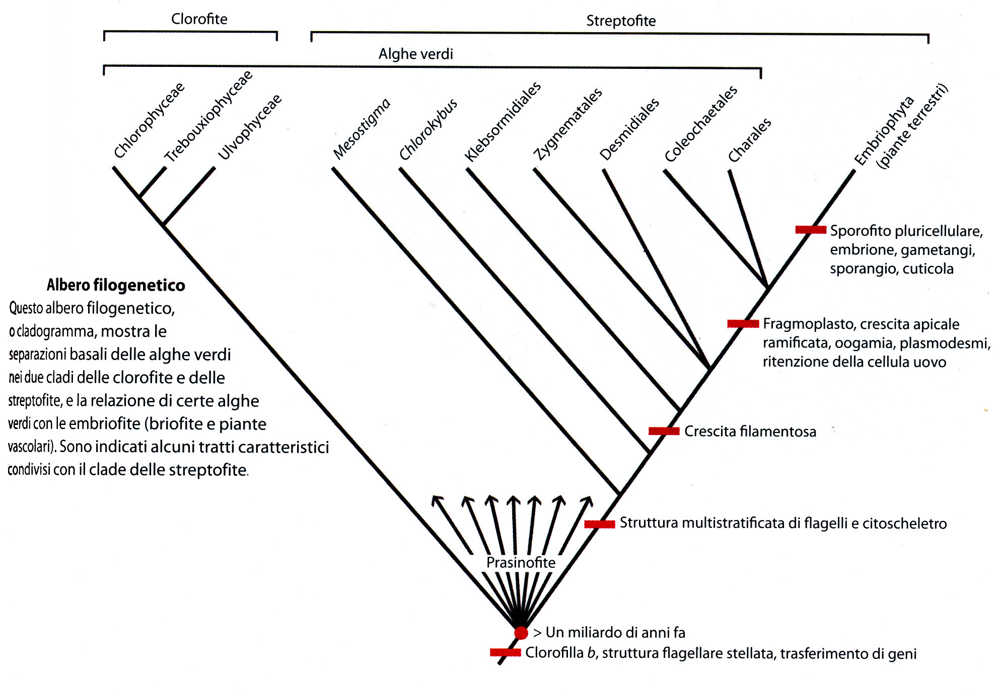 Clorofite
Streptofite
Alghe verdi
Chlorophyceae
Trebouxiophyceae
Ulvophyceae
Mesostigma
Chlorokybus
Klebsormidiales
Zygnematales
Desmidiales
Coleochaetales
Charales
Embriophyta
(piante terrestri)
Sporofito pluricellulare,
embrione, gametangi,
sporangio, cuticola
Albero filogenetico
Questo albero filogenetico,
o cladogramma, mostra le
separazioni basali delle alghe verdi
nei due cladi delle clorofite e delle
streptofite, e la relazione di certe alghe
verdi con le embriofite (briofite e piante
vascolari). Sono indicati alcuni tratti caratteristici
condivisi con il clade delle streptofite.
Fragmoplasto, crescita apicale
ramificata, oogamia, plasmodesmi,
ritenzione della cellula uovo
Crescita filamentosa
Struttura multistratificata di flagelli e citoscheletro
Prasinofite
> Un miliardo di anni fa
Clorofilla b, struttura flagellare stellata, trasferimento di geni